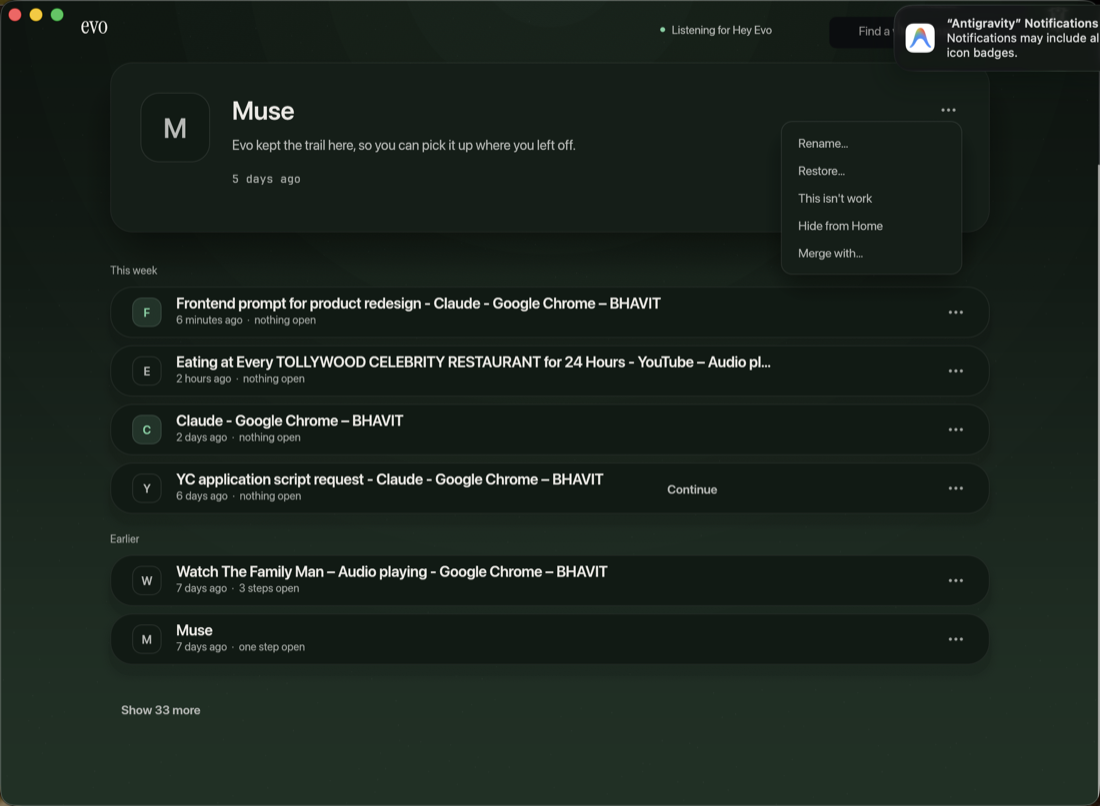 evo
Listening for Hey Evo
Find a
"Antigravity" Notifications
Notifications may include al
icon badges.
M
Muse
Evo kept the trail here, so you can pick it up where you left off.
5 days ago
Rename...
Restore...
This isn't work
Hide from Home
Merge with...
This week
F
Frontend prompt for product redesign - Claude - Google Chrome – BHAVIT
6 minutes ago · nothing open
E
Eating at Every TOLLYWOOD CELEBRITY RESTAURANT for 24 Hours - YouTube – Audio pl...
2 hours ago · nothing open
C
Claude - Google Chrome – BHAVIT
2 days ago · nothing open
Y
YC application script request - Claude - Google Chrome – BHAVIT
6 days ago · nothing open
Continue
Earlier
W
Watch The Family Man – Audio playing - Google Chrome – BHAVIT
7 days ago · 3 steps open
M
Muse
7 days ago · one step open
Show 33 more